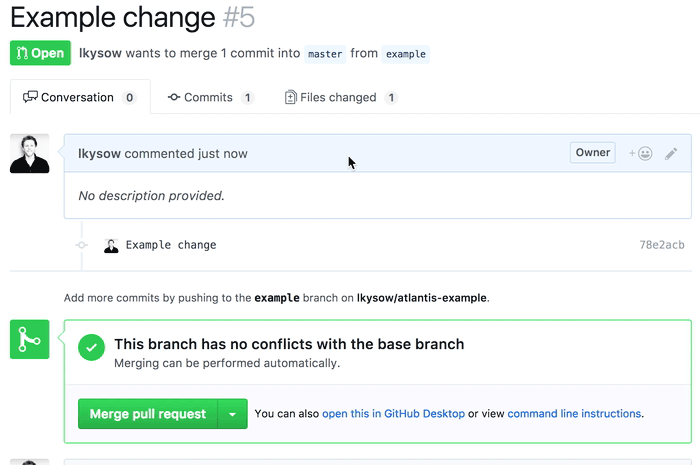 Example change #5
Open lkysow wants to merge 1 commit into master from example
Conversation 0 Commits 1 Files changed 1
lkysow commented just now Owner
No description provided.
Example change 78e2acb
Add more commits by pushing to the example branch on lkysow/atlantis-example.
This branch has no conflicts with the base branch
Merging can be performed automatically.
Merge pull request You can also open this in GitHub Desktop or view command line instructions.